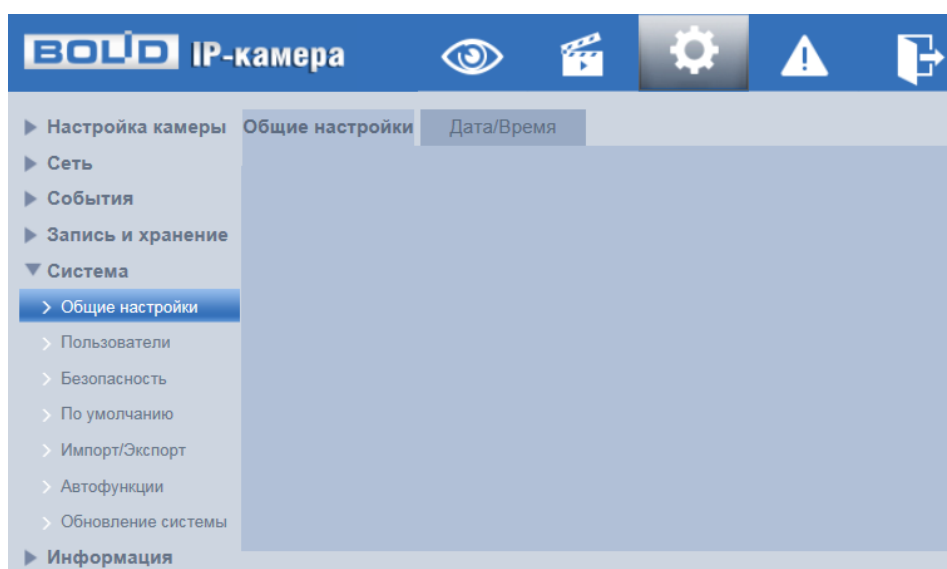 BOLID IP-камера
Настройка камеры
Сеть
События
Запись и хранение
Система
Общие настройки
Пользователи
Безопасность
По умолчанию
Импорт/Экспорт
Автофункции
Обновление системы
Информация
Общие настройки Дата/Время